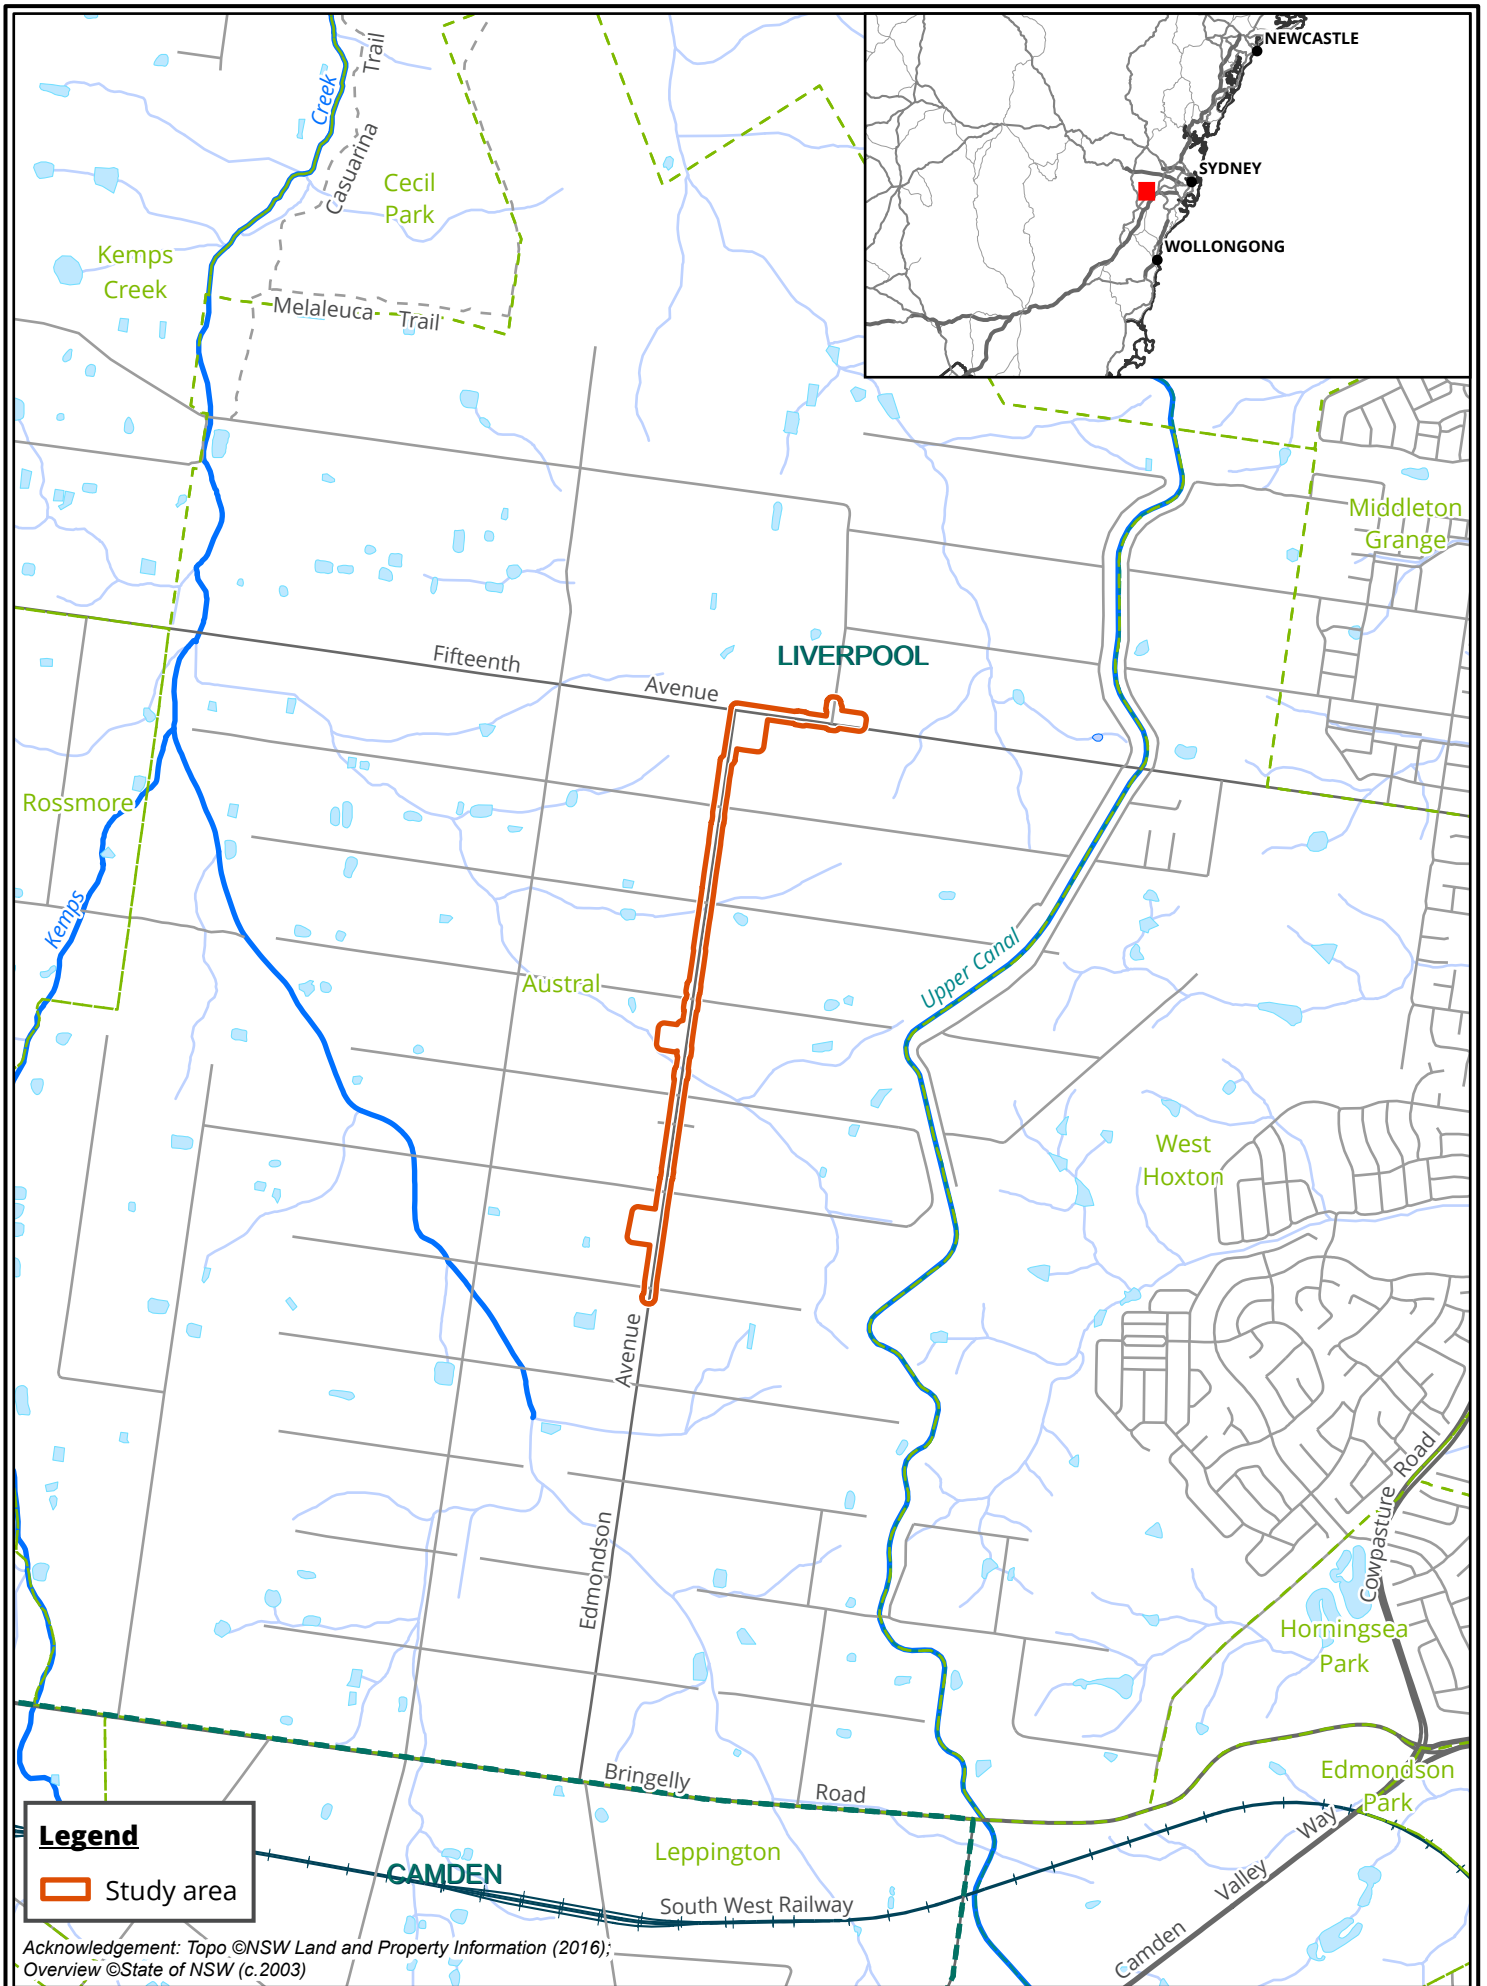 NEWCASTLE
SYDNEY
WOLLONGONG
Trail
Creek
Casuarina
Cecil
Park
Kemps
Creek
Melaleuca Trail
Middleton
Grange
Fifteenth
Avenue
LIVERPOOL
Rossmore
Kemps
Upper Canal
Austral
West
Hoxton
Avenue
Road
Cowpasture
Edmondson
Horningsea
Park
Bringelly
Road
Edmondson
Park
Way
Valley
Camden
Leppington
CAMDEN
South West Railway
Legend
Study area
Acknowledgement: Topo ©NSW Land and Property Information (2016);
Overview ©State of NSW (c.2003)